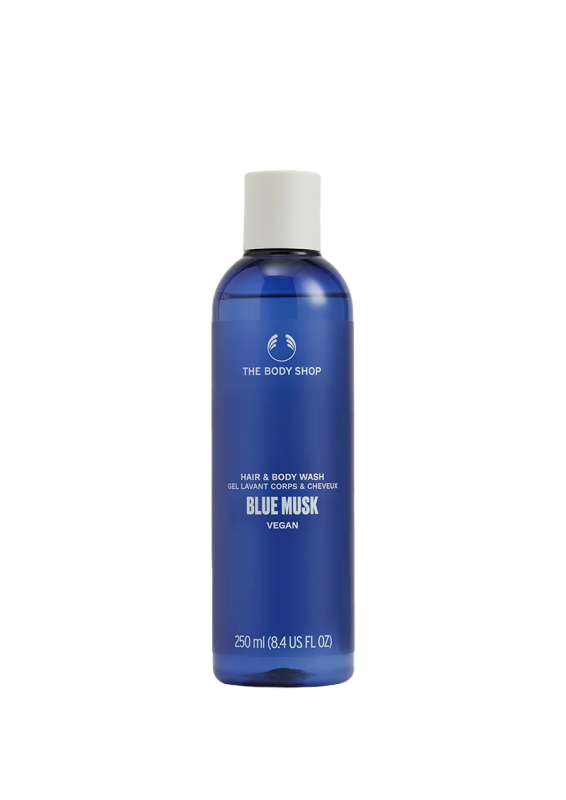 THE BODY SHOP
HAIR & BODY WASH
GEL LAVANT CORPS & CHEVEUX
BLUE MUSK
VEGAN
250 ml (8.4 US FL OZ)